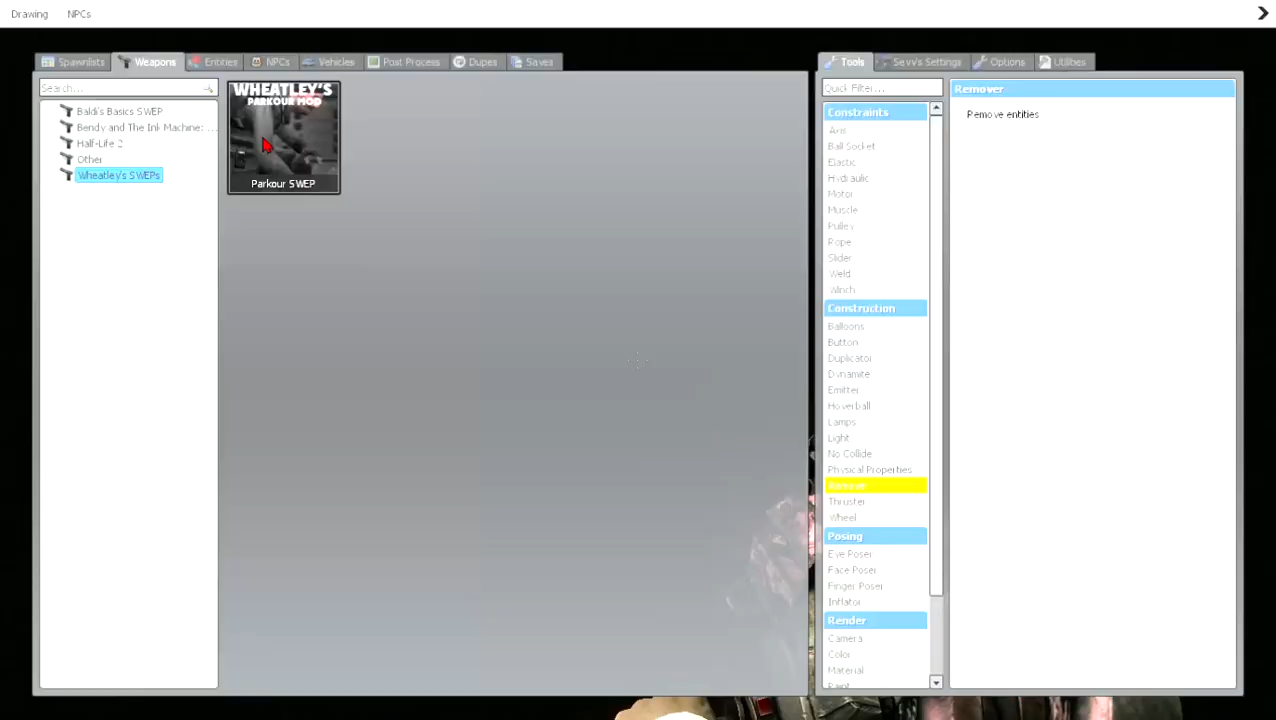 Drawing NPCs
Spawnlists Weapons Entities NPCs Vehicles Post Process Dupes Saves
Search...
Baldi's Basics SWEP
Bendy and The Ink Machine: ...
Half-Life 2
Other
Wheatley's SWEPs
WHEATLEY'S
PARKOUR MOD
Parkour SWEP
Tools Sevv's Settings Options Utilities
Quick Filter...
Constraints
Axis
Ball Socket
Elastic
Hydraulic
Motor
Muscle
Pulley
Rope
Slider
Weld
Winch
Construction
Balloons
Button
Duplicator
Dynamite
Emitter
Hoverball
Lamps
Light
No Collide
Physical Properties
Remover
Thruster
Wheel
Posing
Eye Poser
Face Poser
Finger Poser
Inflator
Render
Camera
Color
Material
Paint
Remover
Remove entities